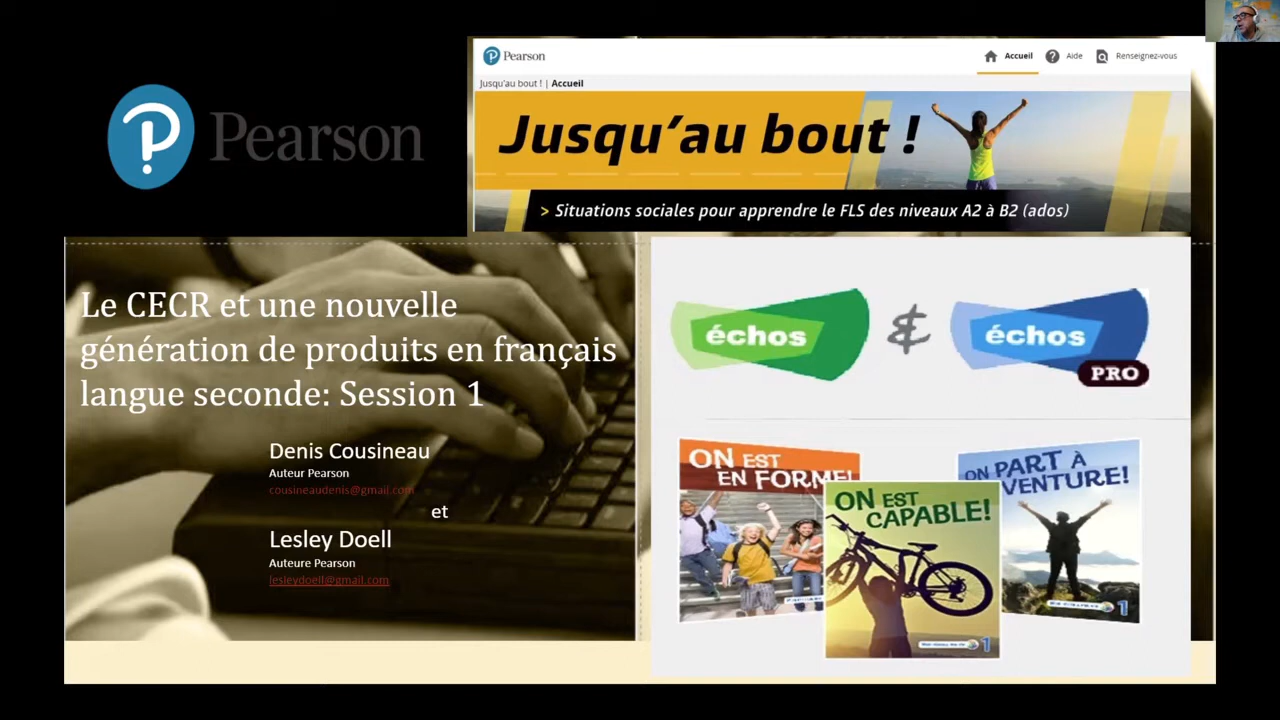 Pearson
Pearson
Accueil
Aide
Renseignez-vous
Jusqu'au bout ! | Accueil
Jusqu'au bout !
> Situations sociales pour apprendre le FLS des niveaux A2 à B2 (ados)
Le CECR et une nouvelle
génération de produits en français
langue seconde: Session 1
Denis Cousineau
Auteur Pearson
cousineaudenis@gmail.com
et
Lesley Doell
Auteure Pearson
lesleydoell@gmail.com
échos
&
échos
PRO
ON EST
EN FORME!
ON EST
CAPABLE!
1
ON PART À
VENTURE!
1